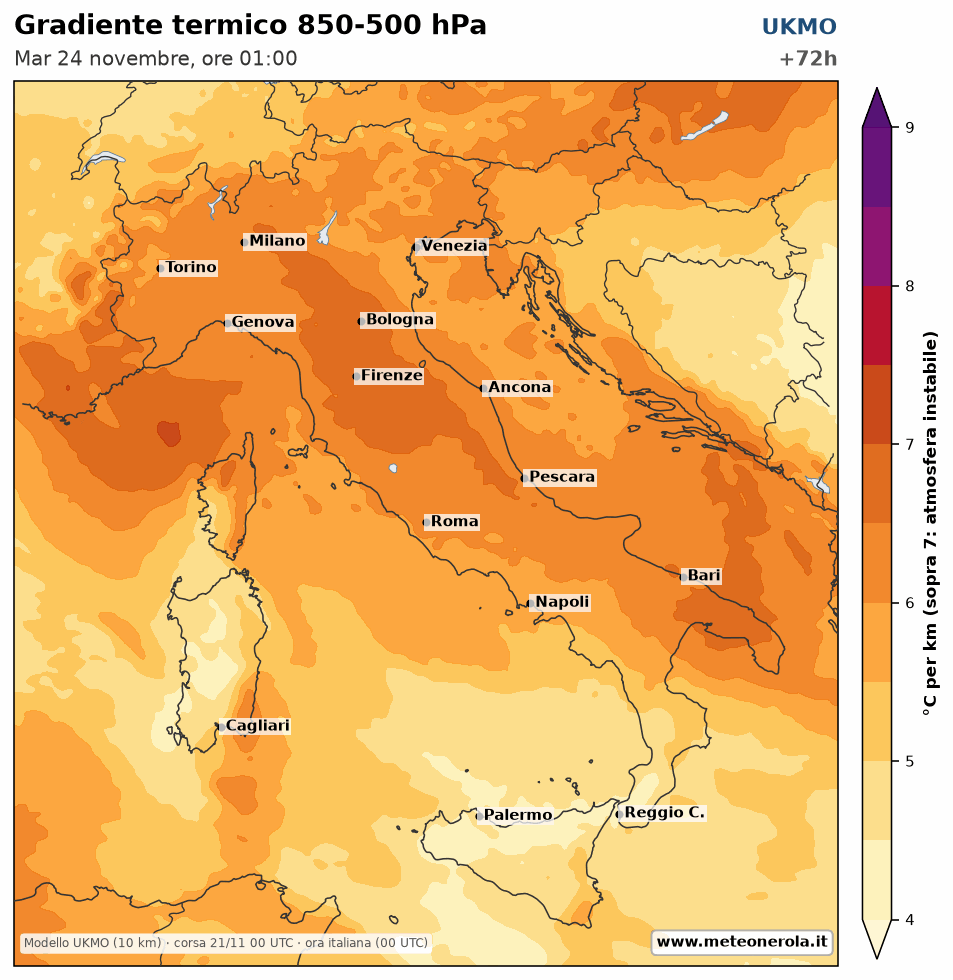 Gradiente termico 850-500 hPa
UKMO
Mar 24 novembre, ore 01:00
+72h
Milano
Venezia
Torino
Genova
Bologna
Firenze
Ancona
Pescara
Roma
Bari
Napoli
Cagliari
Palermo
Reggio C.
9
8
7
6
5
4
°C per km (sopra 7: atmosfera instabile)
Modello UKMO (10 km) · corsa 21/11 00 UTC · ora italiana (00 UTC)
www.meteonerola.it